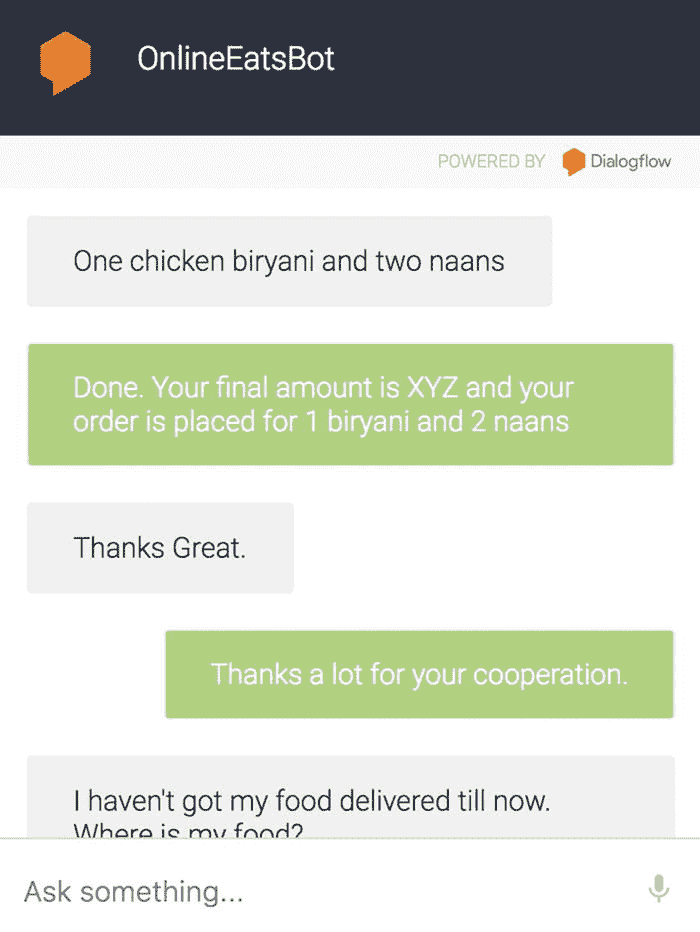 OnlineEatsBot
POWERED BY Dialogflow
One chicken biryani and two naans
Done. Your final amount is XYZ and your
order is placed for 1 biryani and 2 naans
Thanks Great.
Thanks a lot for your cooperation.
I haven't got my food delivered till now.
Where is my food?
Ask something...